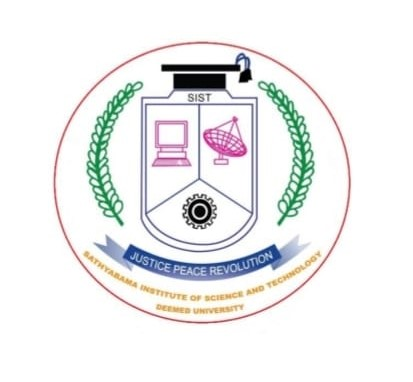 SIST
JUSTICE PEACE REVOLUTION
SATHYABAMA INSTITUTE OF SCIENCE AND TECHNOLOGY
DEEMED UNIVERSITY